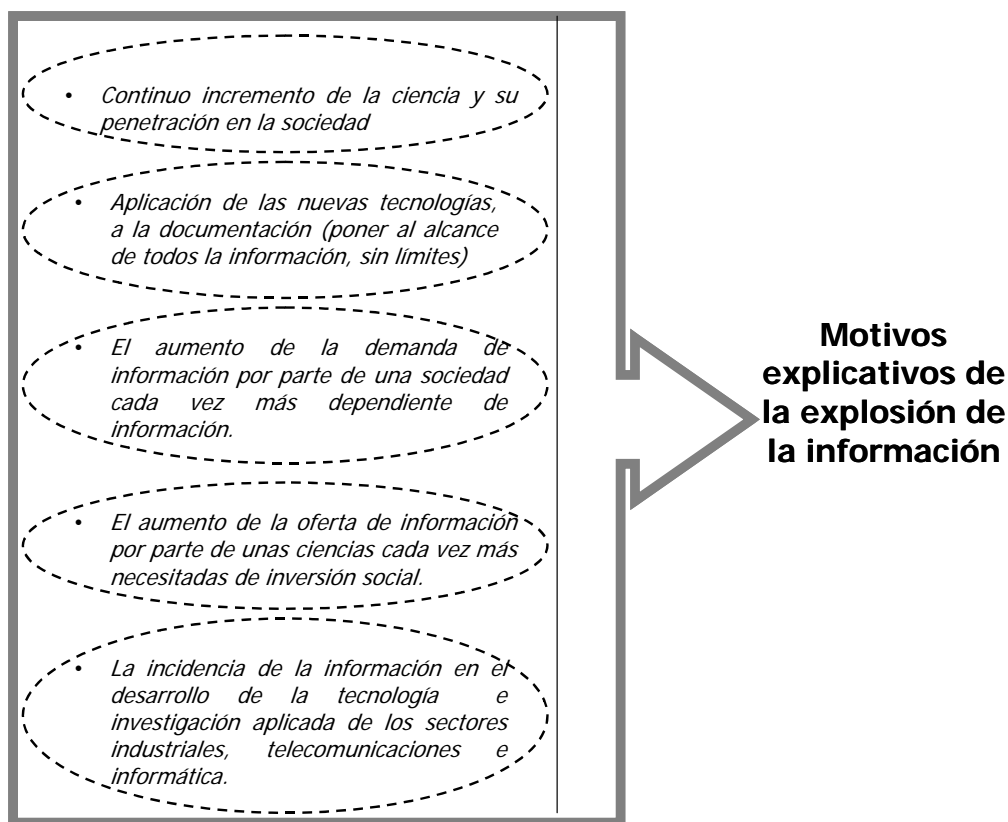 • Continuo incremento de la ciencia y su
penetración en la sociedad
• Aplicación de las nuevas tecnologías,
a la documentación (poner al alcance
de todos la información, sin límites)
• El aumento de la demanda de
información por parte de una sociedad
cada vez más dependiente de
información.
• El aumento de la oferta de información
por parte de unas ciencias cada vez más
necesitadas de inversión social.
• La incidencia de la información en el
desarrollo de la tecnología e
investigación aplicada de los sectores
industriales, telecomunicaciones e
informática.
Motivos
explicativos de
la explosión de
la información